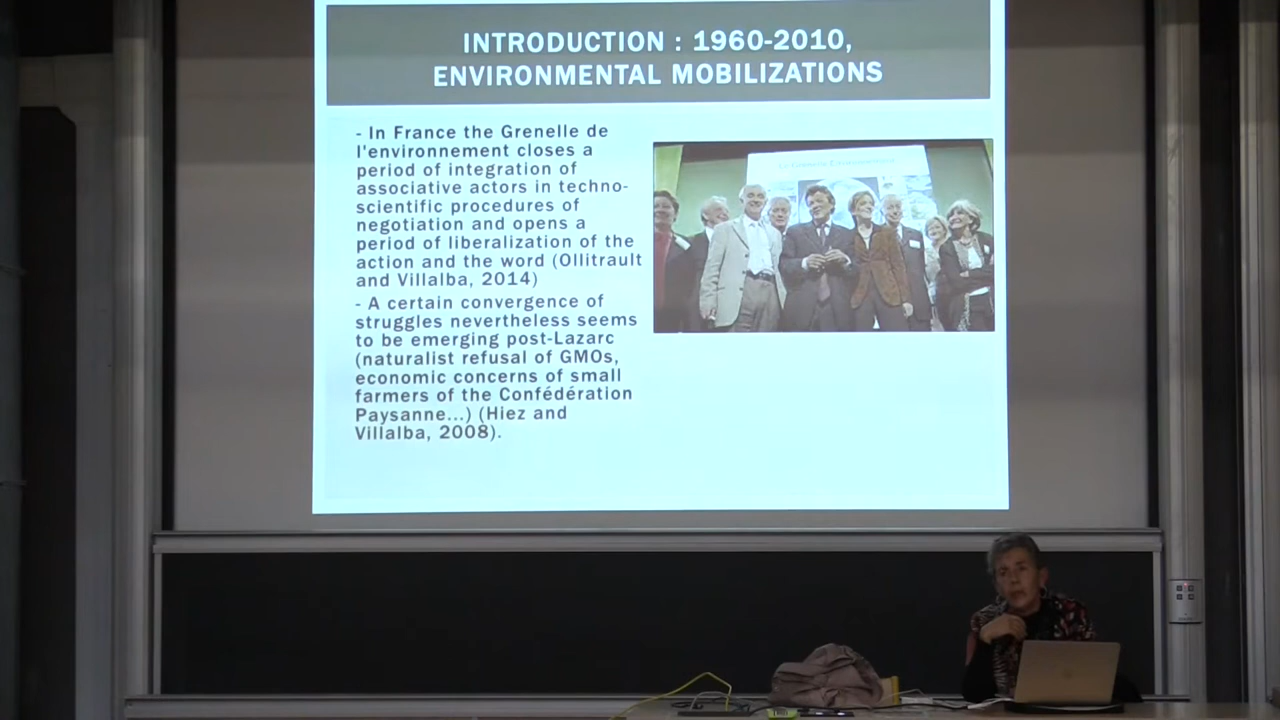 INTRODUCTION : 1960-2010,
ENVIRONMENTAL MOBILIZATIONS
- In France the Grenelle de
l'environnement closes a
period of integration of
associative actors in techno-
scientific procedures of
negotiation and opens a
period of liberalization of the
action and the word (Ollitrault
and Villalba, 2014)
- A certain convergence of
struggles nevertheless seems
to be emerging post-Lazarc
(naturalist refusal of GMOs,
economic concerns of small
farmers of the Confédération
Paysanne...) (Hiez and
Villalba, 2008).